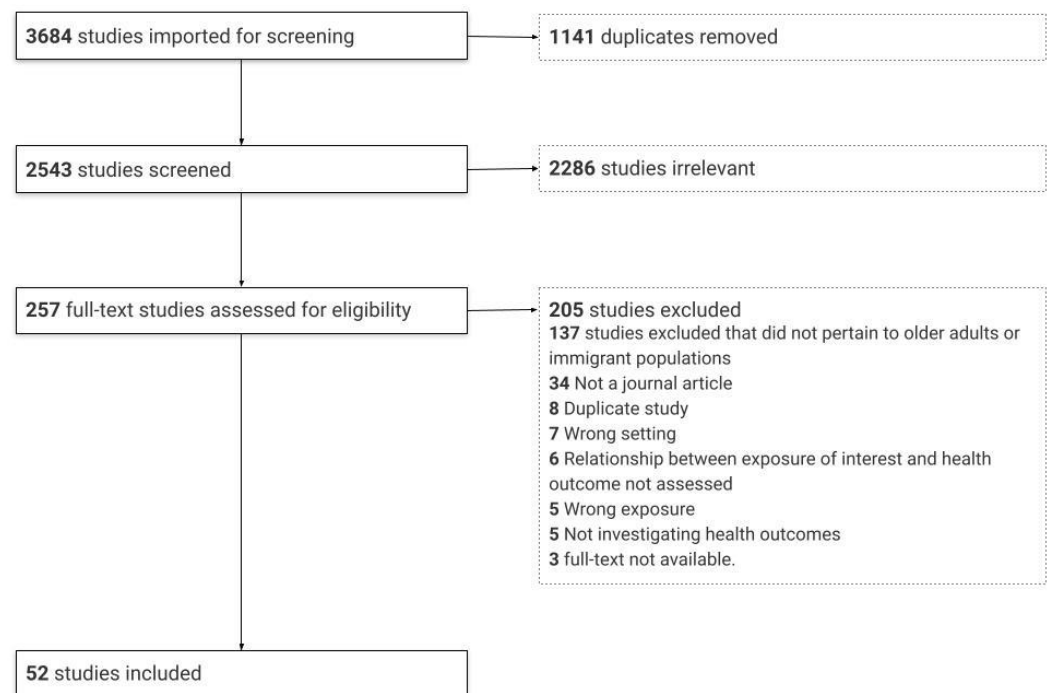 3684 studies imported for screening
1141 duplicates removed
2543 studies screened
2286 studies irrelevant
257 full-text studies assessed for eligibility
205 studies excluded
137 studies excluded that did not pertain to older adults or
immigrant populations
34 Not a journal article
8 Duplicate study
7 Wrong setting
6 Relationship between exposure of interest and health
outcome not assessed
5 Wrong exposure
5 Not investigating health outcomes
3 full-text not available.
52 studies included